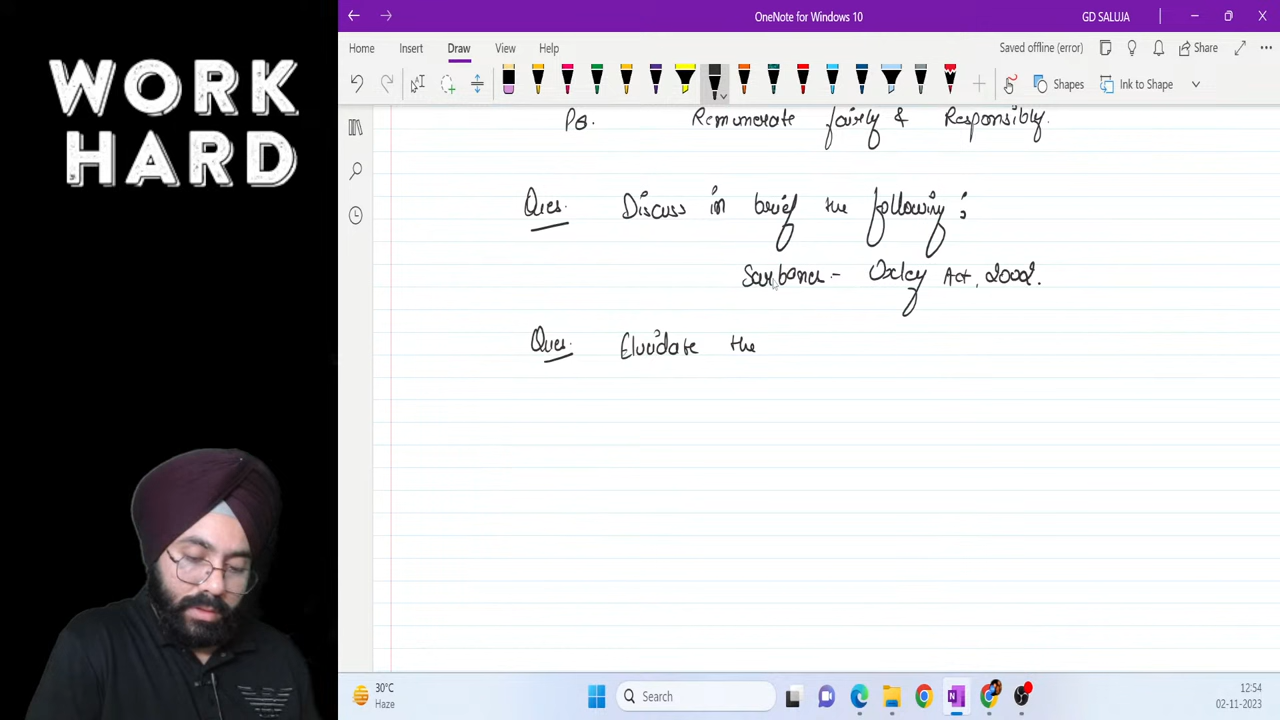 WORK
HARD
OneNote for Windows 10
GD SALUJA
Home Insert Draw View Help
Saved offline (error)
Share
Shapes
Ink to Shape
P8. Remunerate fairly & Responsibly.
Ques. Discuss in brief the following:
Sarbanes - Oxley Act, 2002.
Ques. Elucidate the
30°C
Haze
Search
12:54
02-11-2023